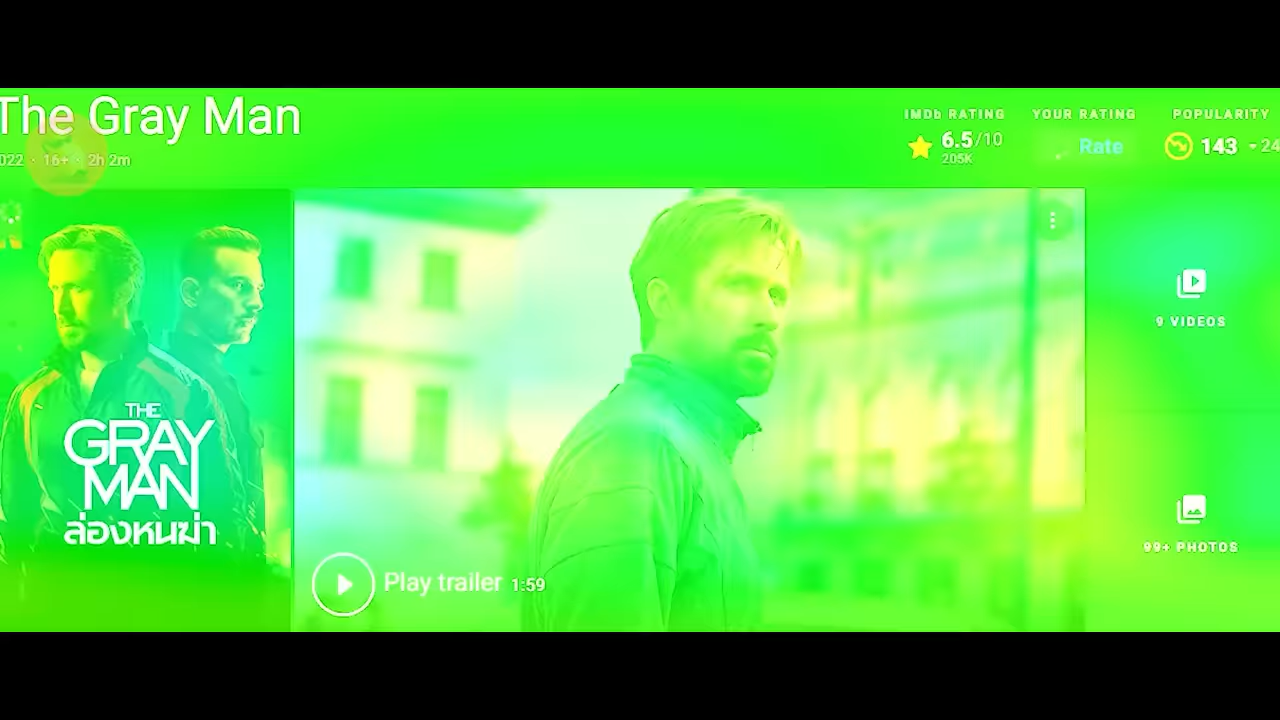 The Gray Man
022 · 16+ · 2h 2m
IMDb RATING
6.5/10
205K
YOUR RATING
Rate
POPULARITY
143
24
THE
GRAY
MAN
ล่องหนฆ่า
Play trailer 1:59
9 VIDEOS
99+ PHOTOS